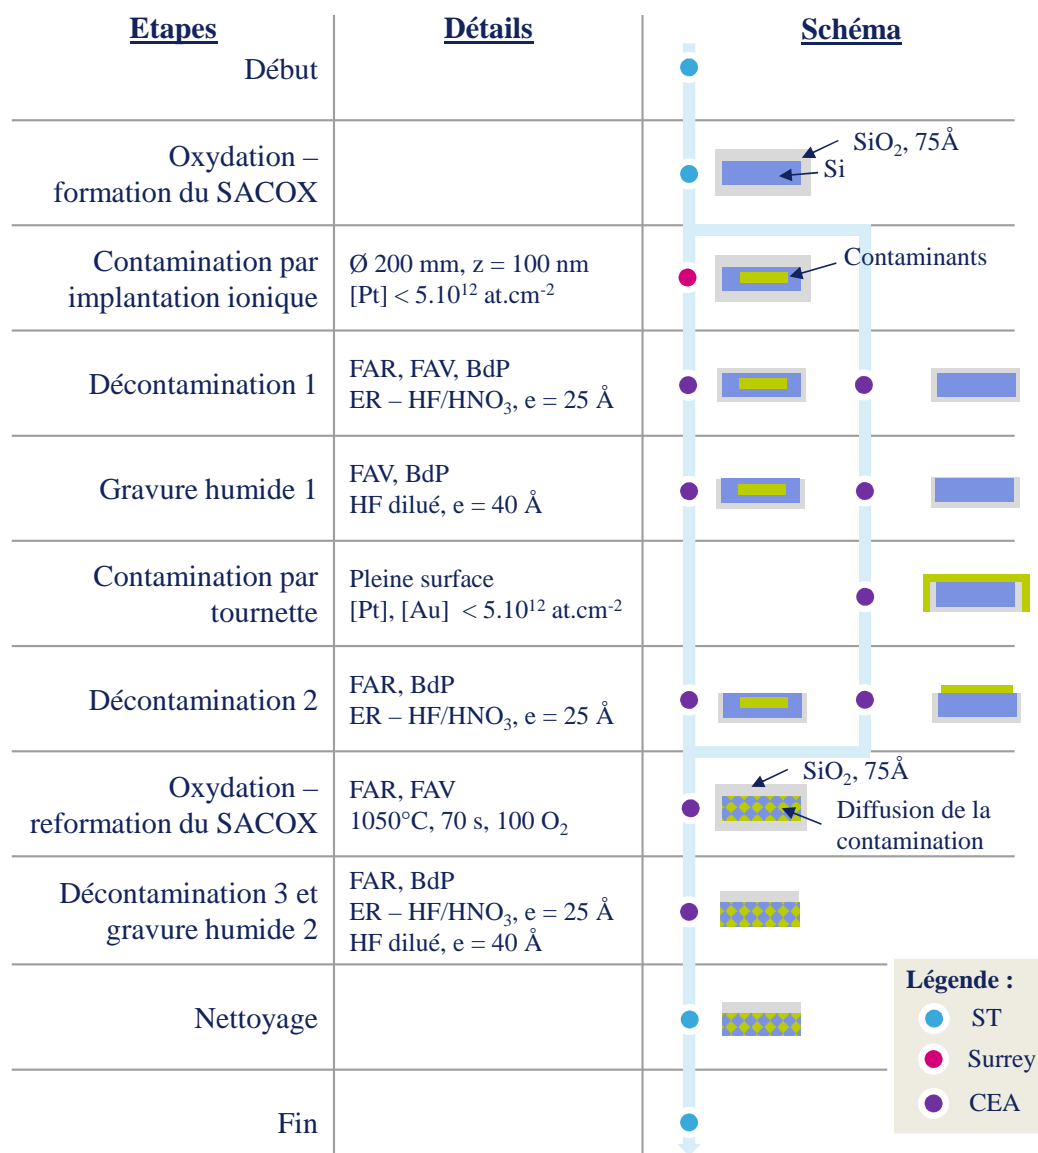 Etapes
Détails
Schéma
Début
Oxydation –
formation du SACOX
SiO₂, 75Å
Si
Contamination par
implantation ionique
Ø 200 mm, z = 100 nm
[Pt] < 5.10¹² at.cm⁻²
Contaminants
Décontamination 1
FAR, FAV, BdP
ER – HF/HNO₃, e = 25 Å
Gravure humide 1
FAV, BdP
HF dilué, e = 40 Å
Contamination par
tournette
Pleine surface
[Pt], [Au] < 5.10¹² at.cm⁻²
Décontamination 2
FAR, BdP
ER – HF/HNO₃, e = 25 Å
Oxydation –
reformation du SACOX
FAR, FAV
1050°C, 70 s, 100 O₂
SiO₂, 75Å
Diffusion de la
contamination
Décontamination 3 et
gravure humide 2
FAR, BdP
ER – HF/HNO₃, e = 25 Å
HF dilué, e = 40 Å
Nettoyage
Fin
Légende :
ST
Surrey
CEA